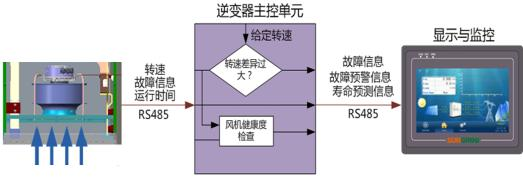 逆变器主控单元
给定转速
转速差异过
大？
风机健康度
检查
转速
故障信息
运行时间
RS485
故障信息
故障预警信息
寿命预测信息
RS485
显示与监控